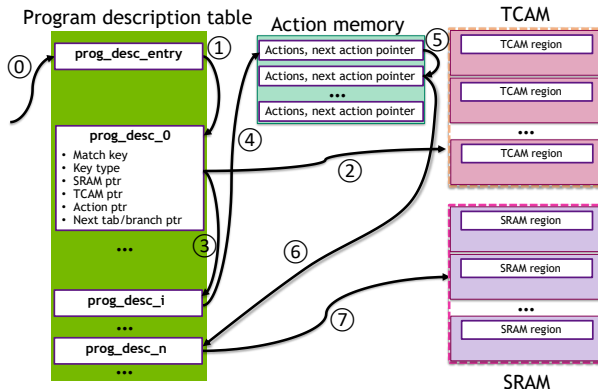 Program description table
Action memory
TCAM
⓪
prog_desc_entry
①
Actions, next action pointer
⑤
Actions, next action pointer
...
Actions, next action pointer
TCAM region
TCAM region
...
TCAM region
prog_desc_0
• Match key
• Key type
• SRAM ptr
• TCAM ptr
• Action ptr
• Next tab/branch ptr
...
④
②
③
⑥
prog_desc_i
...
prog_desc_n
...
⑦
SRAM region
SRAM region
...
SRAM region
SRAM